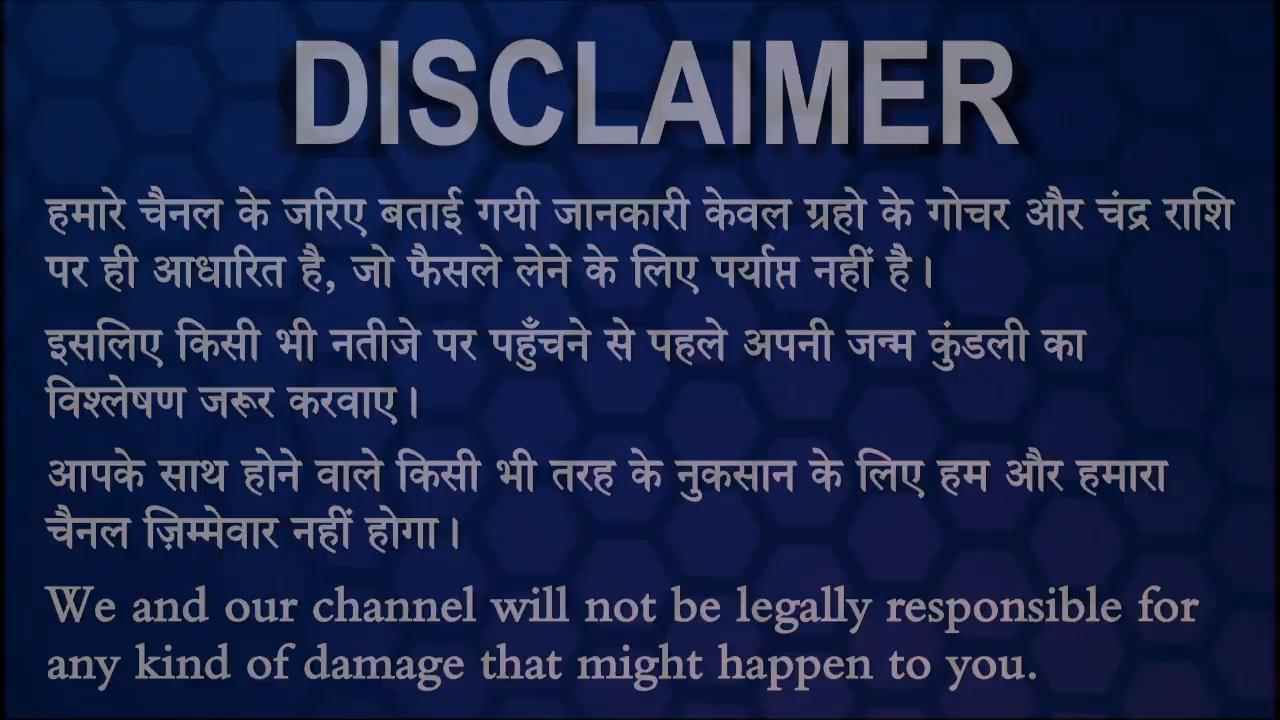 DISCLAIMER
हमारे चैनल के जरिए बताई गयी जानकारी केवल ग्रहो के गोचर और चंद्र राशि
पर ही आधारित है, जो फैसले लेने के लिए पर्याप्त नहीं है।
इसलिए किसी भी नतीजे पर पहुँचने से पहले अपनी जन्म कुंडली का
विश्लेषण जरूर करवाए।
आपके साथ होने वाले किसी भी तरह के नुकसान के लिए हम और हमारा
चैनल ज़िम्मेवार नहीं होगा।
We and our channel will not be legally responsible for
any kind of damage that might happen to you.